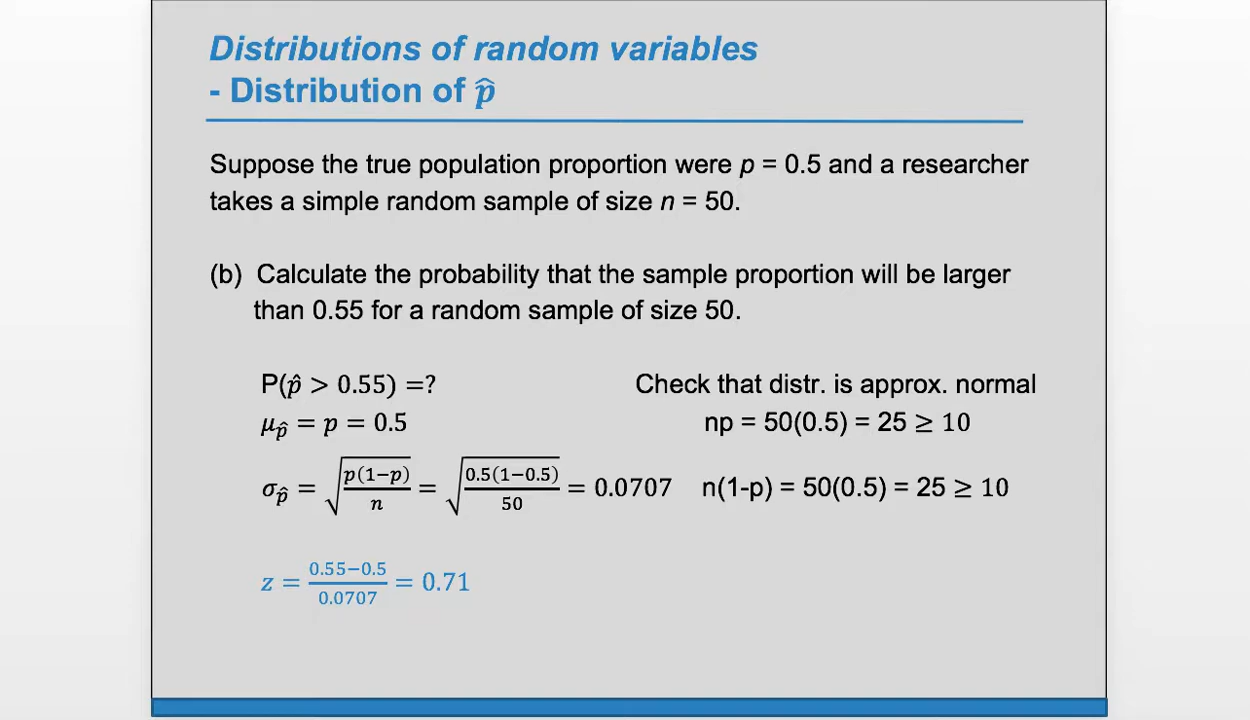 Distributions of random variables
- Distribution of p̂
Suppose the true population proportion were p = 0.5 and a researcher
takes a simple random sample of size n = 50.
(b) Calculate the probability that the sample proportion will be larger
than 0.55 for a random sample of size 50.
P(p̂ > 0.55) =?
μp̂ = p = 0.5
σp̂ = √(p(1−p)/n) = √(0.5(1−0.5)/50) = 0.0707
Check that distr. is approx. normal
np = 50(0.5) = 25 ≥ 10
n(1-p) = 50(0.5) = 25 ≥ 10
z = (0.55−0.5)/0.0707 = 0.71